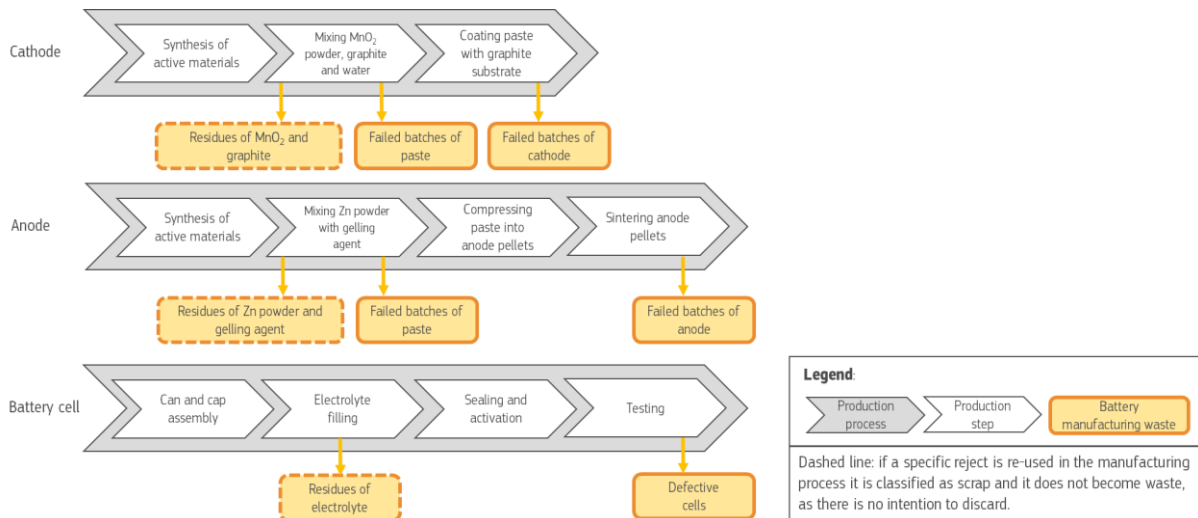 Cathode
Synthesis of
active materials
Mixing MnO₂
powder, graphite
and water
Coating paste
with graphite
substrate
Residues of MnO₂ and
graphite
Failed batches of
paste
Failed batches of
cathode
Anode
Synthesis of
active materials
Mixing Zn powder
with gelling
agent
Compressing
paste into
anode pellets
Sintering anode
pellets
Residues of Zn powder and
gelling agent
Failed batches of
paste
Failed batches of
anode
Battery cell
Can and cap
assembly
Electrolyte
filling
Sealing and
activation
Testing
Residues of
electrolyte
Defective
cells
Legend:
Production
process
Production
step
Battery
manufacturing waste
Dashed line: if a specific reject is re-used in the manufacturing
process it is classified as scrap and it does not become waste,
as there is no intention to discard.